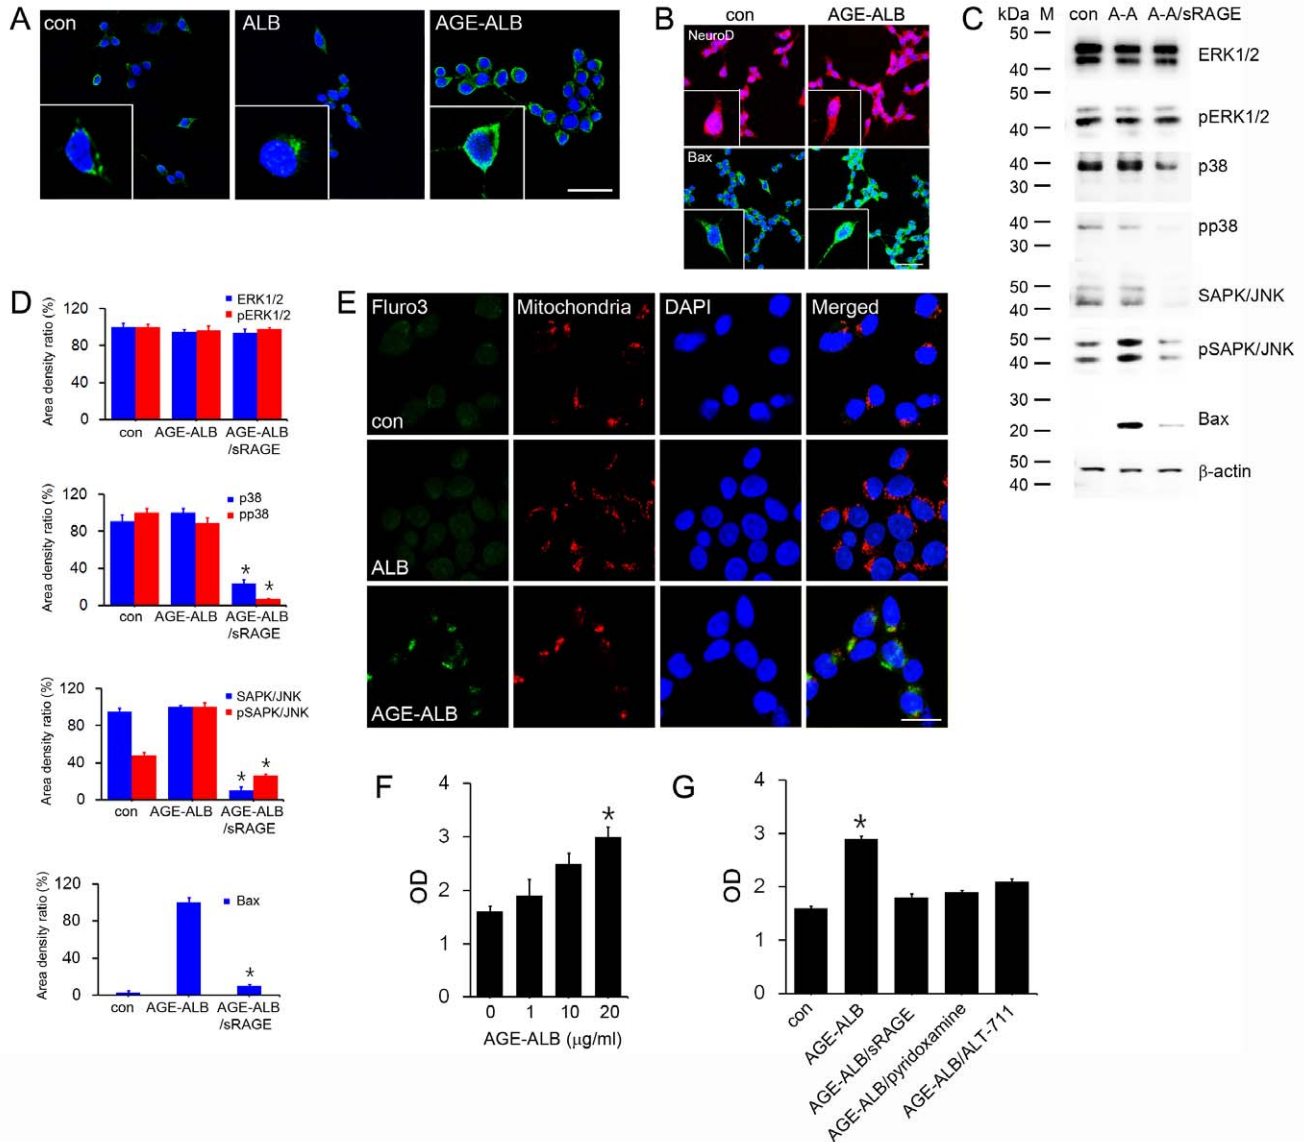 A
con
ALB
AGE-ALB
B
con
AGE-ALB
NeuroD
Bax
C
kDa M con A-A A-A/sRAGE
50
40
ERK1/2
50
40
pERK1/2
40
30
p38
40
30
pp38
50
40
SAPK/JNK
50
40
pSAPK/JNK
30
20
Bax
50
40
β-actin
D
Area density ratio (%)
120
80
40
0
ERK1/2
pERK1/2
con AGE-ALB AGE-ALB
/sRAGE
Area density ratio (%)
120
80
40
0
p38
pp38
* *
con AGE-ALB AGE-ALB
/sRAGE
Area density ratio (%)
120
80
40
0
SAPK/JNK
pSAPK/JNK
* *
con AGE-ALB AGE-ALB
/sRAGE
Area density ratio (%)
120
80
40
0
Bax
*
con AGE-ALB AGE-ALB
/sRAGE
E
Fluro3 Mitochondria DAPI Merged
con
ALB
AGE-ALB
F
OD
4
3
2
1
0
*
0 1 10 20
AGE-ALB (μg/ml)
G
OD
4
3
2
1
0
*
con
AGE-ALB
AGE-ALB/sRAGE
AGE-ALB/pyridoxamine
AGE-ALB/ALT-711